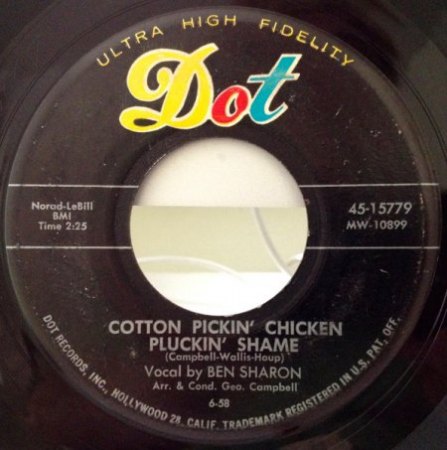 ULTRA HIGH FIDELITY
Dot
Norad-LeBill
BMI
Time 2:25
45-15779
MW-10899
COTTON PICKIN' CHICKEN
PLUCKIN' SHAME
(Campbell-Wallis-Houp)
Vocal by BEN SHARON
Arr. & Cond. Geo. Campbell
6-58
DOT RECORDS, INC., HOLLYWOOD 28, CALIF. TRADEMARK REGISTERED IN U.S. PAT. OFF.